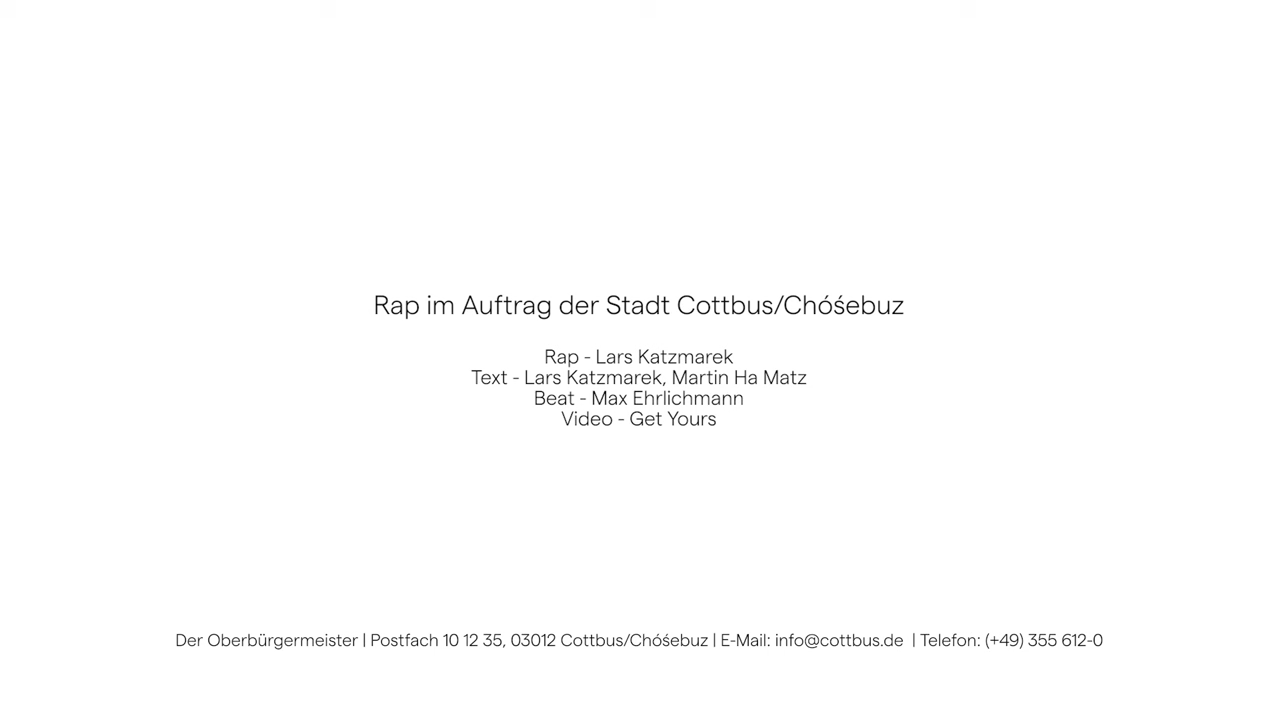 Rap im Auftrag der Stadt Cottbus/Chóśebuz
Rap - Lars Katzmarek
Text - Lars Katzmarek, Martin Ha Matz
Beat - Max Ehrlichmann
Video - Get Yours
Der Oberbürgermeister | Postfach 10 12 35, 03012 Cottbus/Chóśebuz | E-Mail: info@cottbus.de | Telefon: (+49) 355 612-0